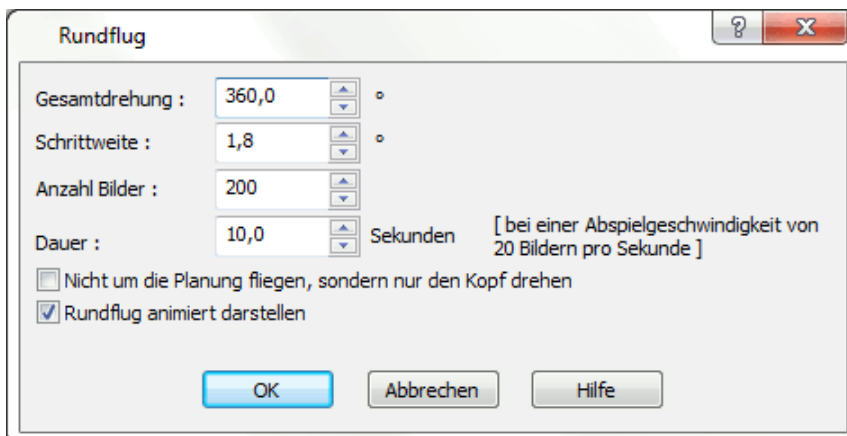 Rundflug
Gesamtdrehung : 360,0 °
Schrittweite : 1,8 °
Anzahl Bilder : 200
Dauer : 10,0 Sekunden [ bei einer Abspielgeschwindigkeit von
20 Bildern pro Sekunde ]
Nicht um die Planung fliegen, sondern nur den Kopf drehen
Rundflug animiert darstellen
OK Abbrechen Hilfe